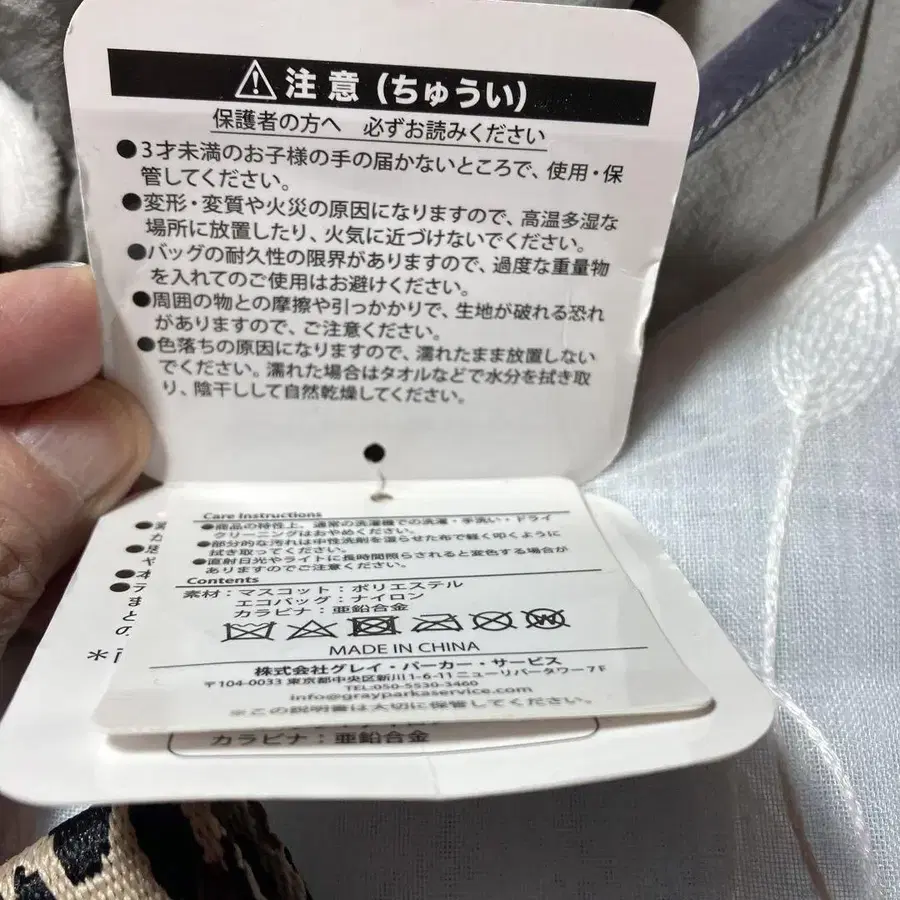 注意(ちゅうい)
保護者の方へ 必ずお読みください
●3才未満のお子様の手の届かないところで、使用・保
管してください。
●変形・変質や火災の原因になりますので、高温多湿な
場所に放置したり、火気に近づけないでください。
●バッグの耐久性の限界がありますので、過度な重量物
を入れてのご使用はお避けください。
●周囲の物との摩擦や引っかかりで、生地が破れる恐れ
がありますので、ご注意ください。
●色落ちの原因になりますので、濡れたまま放置しない
でください。濡れた場合はタオルなどで水分を拭き取
り、陰干しして自然乾燥してください。
Care Instructions
●商品の特性上、通常の洗濯機での洗濯・手洗い・ドライ
クリーニングはおやめください。
●部分的な汚れは中性洗剤を湿らせた布で軽く叩くように
拭き取ってください。
●直射日光やライトに長時間照らされると変色する場合が
ありますのでご注意ください。
Contents
素材：マスコット：ポリエステル
エコバッグ：ナイロン
カラビナ：亜鉛合金
MADE IN CHINA
株式会社グレイ・パーカー・サービス
〒104-0033 東京都中央区新川1-6-11 ニューリバータワー7F
TEL:050-5530-3460
info@grayparkaservice.com
※この説明書は大切に保管してください。
カラビナ：亜鉛合金